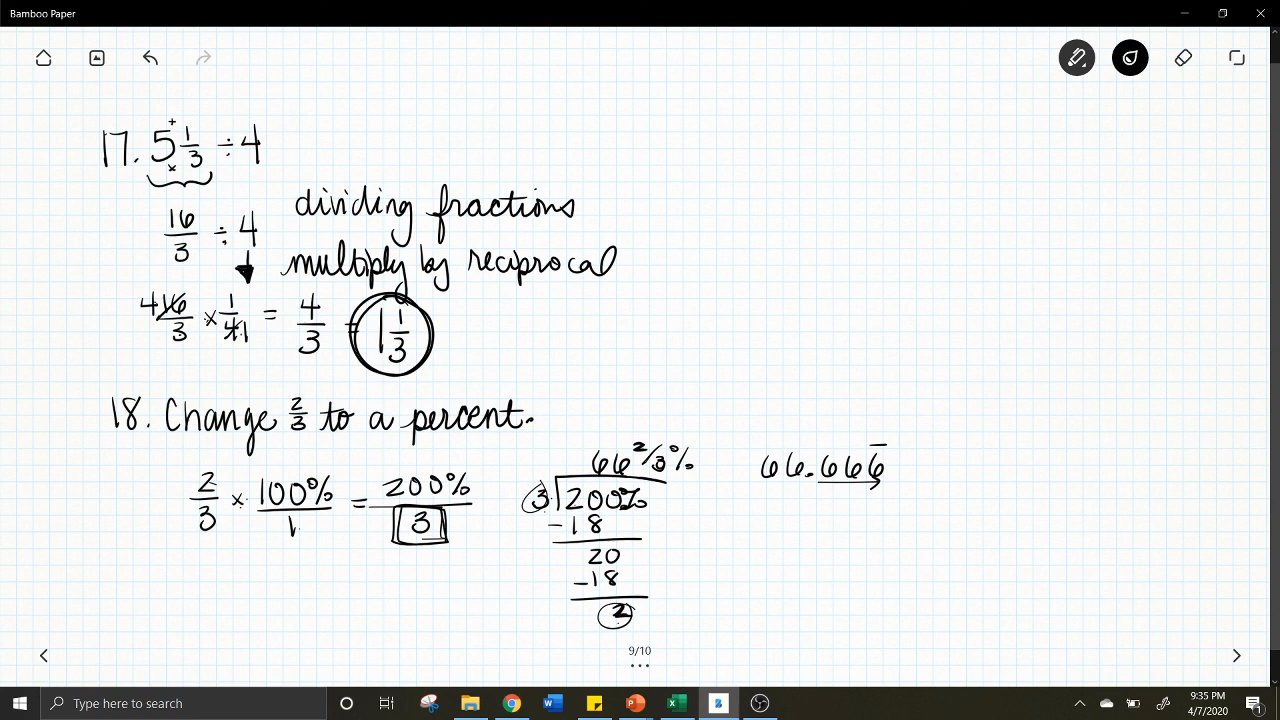 Bamboo Paper
17. 5 1/3 ÷ 4
+
×
16/3 ÷ 4
dividing fractions
multiply by reciprocal
4 16/3 × 1/4 1 = 4/3 = 1 1/3
18. Change 2/3 to a percent.
2/3 × 100%/1 = 200%/3
66 2/3%
3 200%
-18
20
-18
2
66.666̅
9/10
Type here to search
9:35 PM
4/7/2020
1